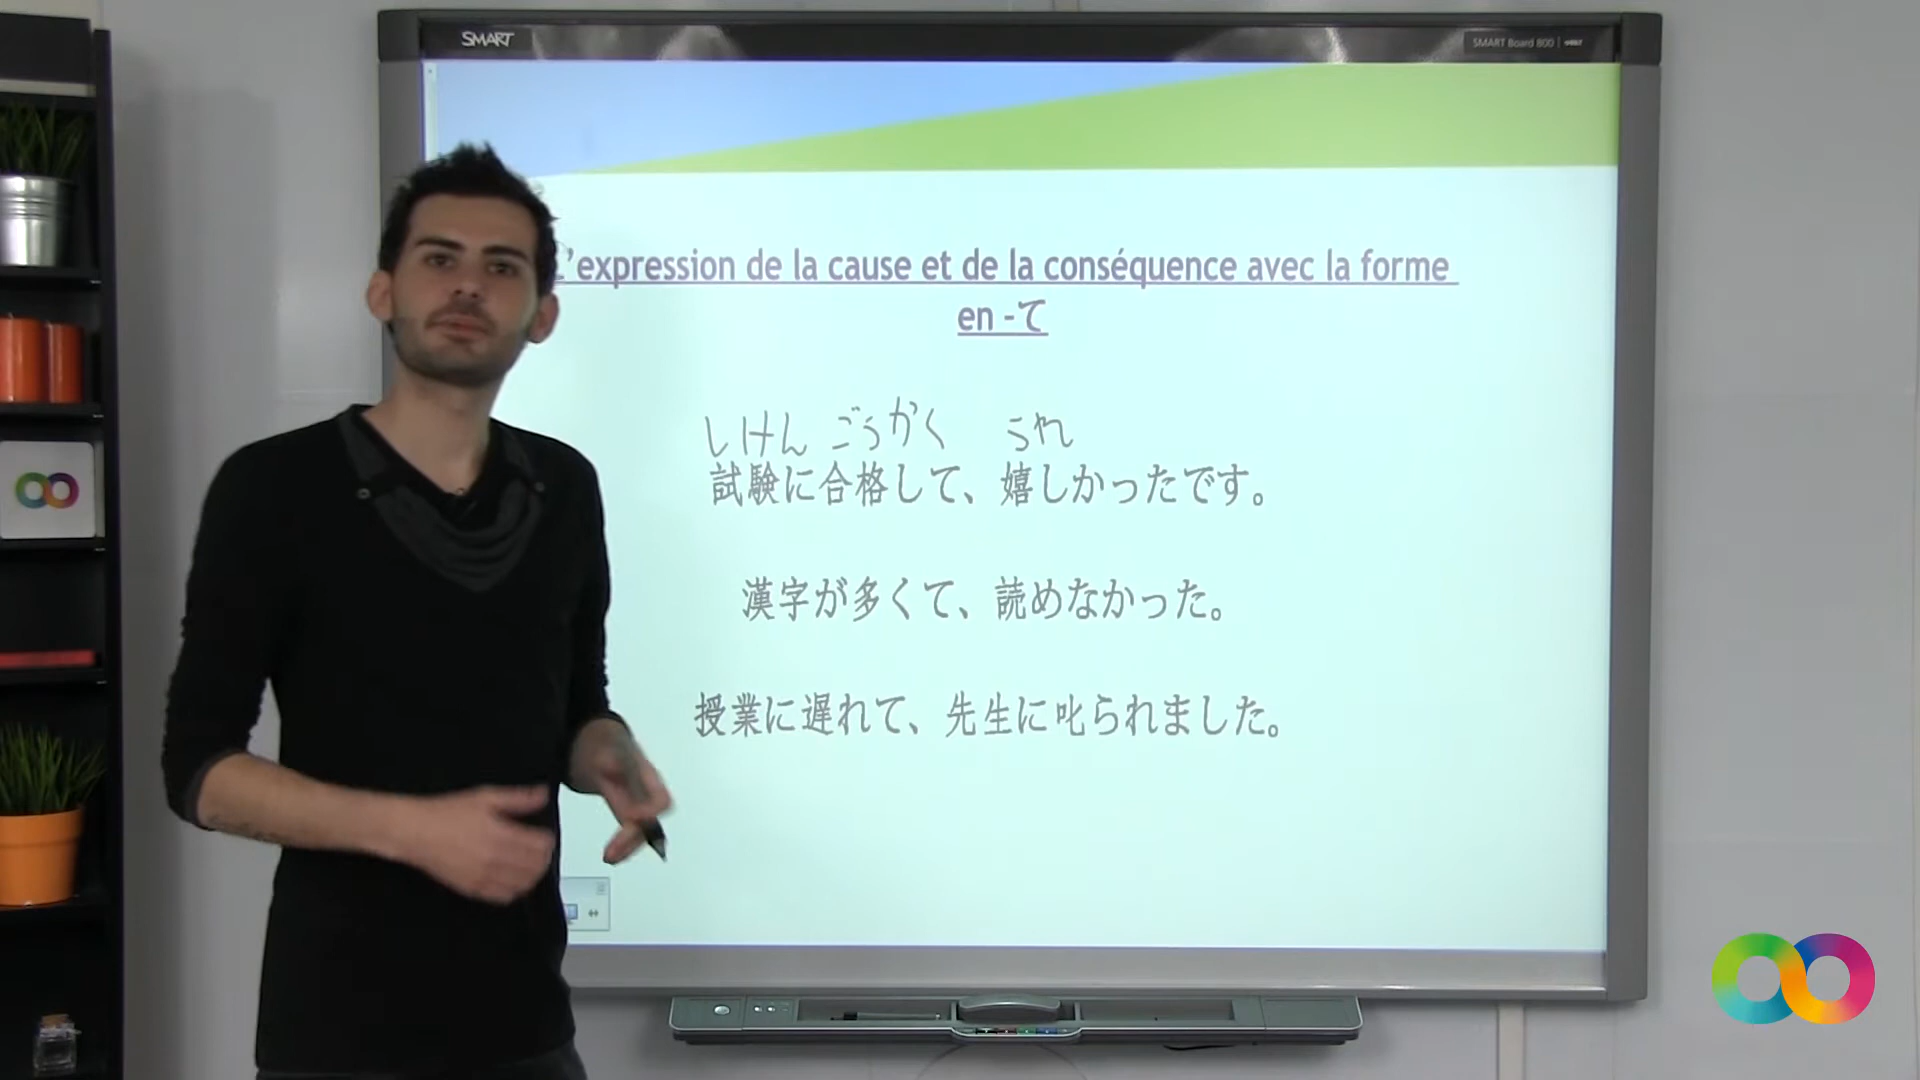 SMART
SMART Board 800
L'expression de la cause et de la conséquence avec la forme
en -て
しけん ごうかく うれ
試験に合格して、嬉しかったです。
漢字が多くて、読めなかった。
授業に遅れて、先生に叱られました。